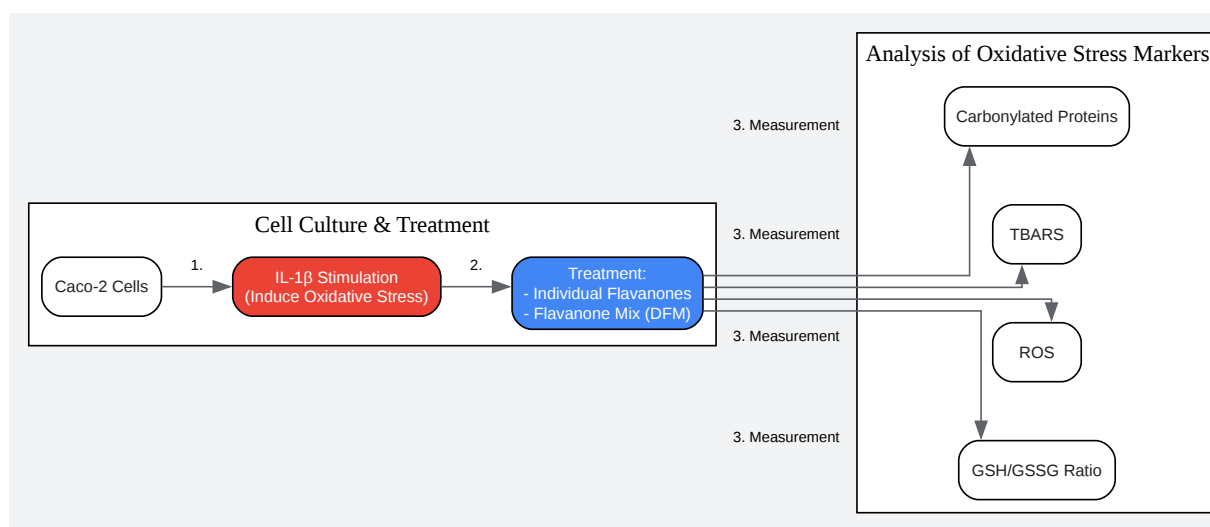 Analysis of Oxidative Stress Markers
Carbonylated Proteins
3. Measurement
TBARS
3. Measurement
Cell Culture & Treatment
Caco-2 Cells
1.
IL-1β Stimulation
(Induce Oxidative Stress)
2.
Treatment:
- Individual Flavanones
- Flavanone Mix (DFM)
3. Measurement
ROS
3. Measurement
GSH/GSSG Ratio